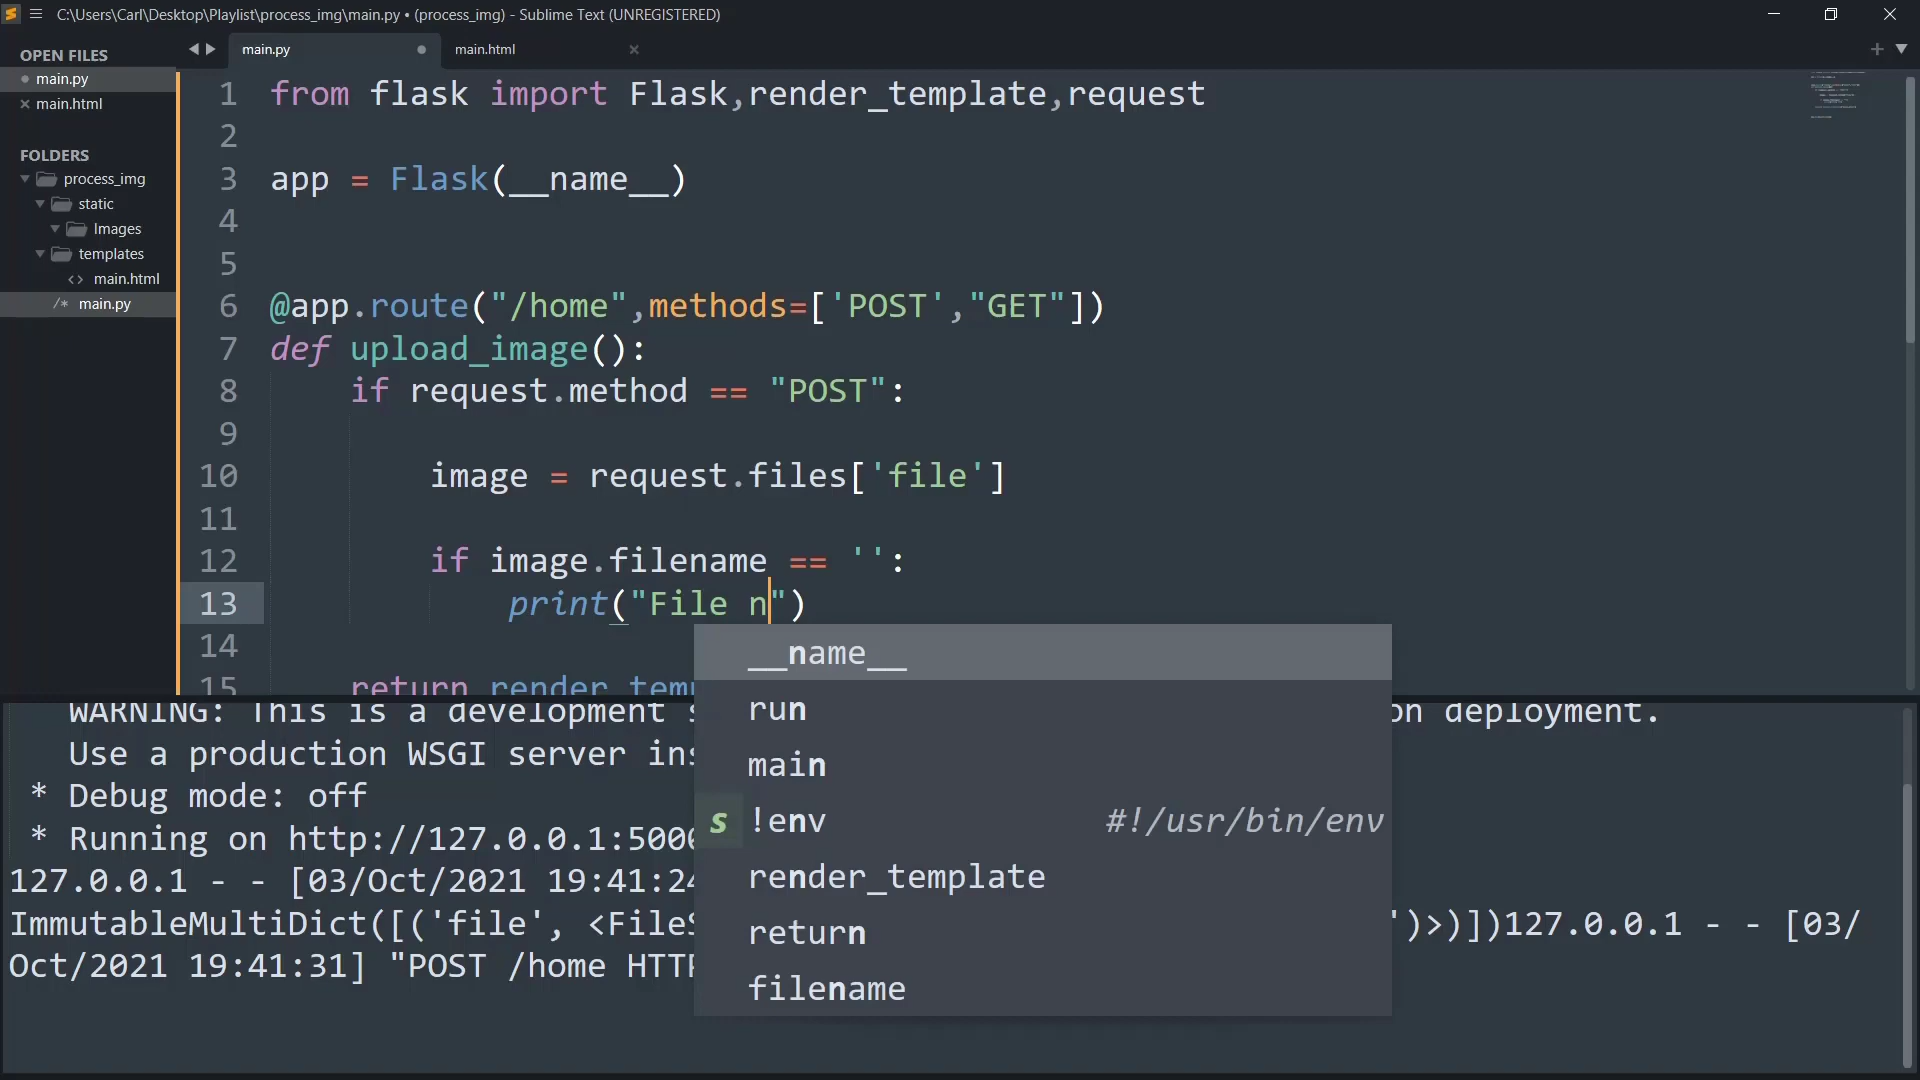 C:\Users\Carl\Desktop\Playlist\process_img\main.py • (process_img) - Sublime Text (UNREGISTERED)
OPEN FILES
main.py
main.html
FOLDERS
process_img
static
Images
templates
<> main.html
/* main.py
main.py
main.html
1 from flask import Flask,render_template,request
2
3 app = Flask(__name__)
4
5
6 @app.route("/home",methods=['POST',"GET"])
7 def upload_image():
8 if request.method == "POST":
9
10 image = request.files['file']
11
12 if image.filename == '':
13 print("File n")
14
15 return
__name__
run
main
s !env #!/usr/bin/env
render_template
return
filename
WARNING: This is a development on deployment.
Use a production WSGI server
* Debug mode: off
* Running on http://127.0.0.1:5000
127.0.0.1 - - [03/Oct/2021 19:41:24
ImmutableMultiDict([('file', <FileS ')>)])127.0.0.1 - - [03/
Oct/2021 19:41:31] "POST /home HTTP